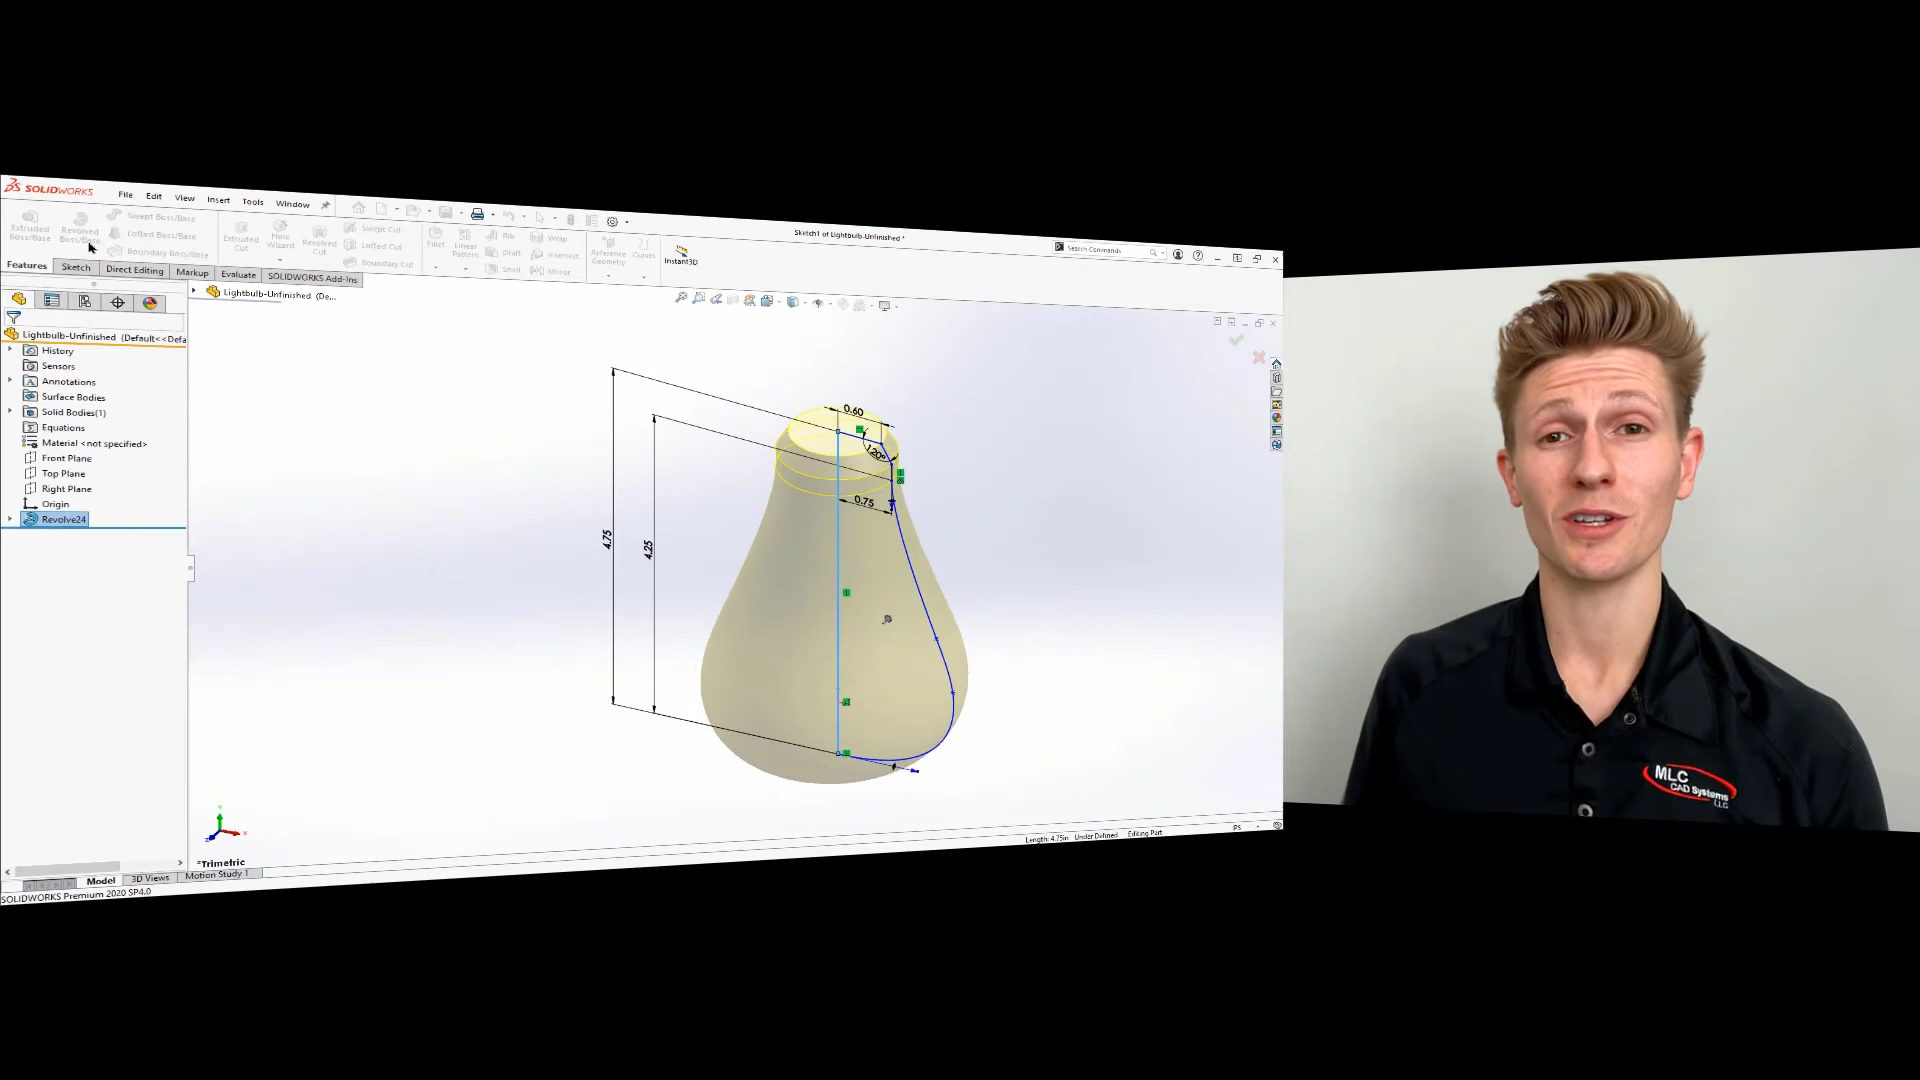 SOLIDWORKS
File Edit View Insert Tools Window
Sketch1 of Lightbulb-Unfinished *
Search Commands
Extruded Boss/Base
Revolved Boss/Base
Swept Boss/Base
Lofted Boss/Base
Boundary Boss/Base
Extruded Cut
Hole Wizard
Revolved Cut
Swept Cut
Lofted Cut
Boundary Cut
Fillet
Linear Pattern
Rib
Draft
Shell
Wrap
Intersect
Mirror
Reference Geometry
Curves
Instant3D
Features Sketch Direct Editing Markup Evaluate SOLIDWORKS Add-Ins
Lightbulb-Unfinished (De...
Lightbulb-Unfinished (Default<<Defa
History
Sensors
Annotations
Surface Bodies
Solid Bodies(1)
Equations
Material <not specified>
Front Plane
Top Plane
Right Plane
Origin
Revolve24
0.60
120°
0.75
4.75
4.25
MLC
CAD Systems
LLC
*Trimetric
Model 3D Views Motion Study 1
SOLIDWORKS Premium 2020 SP4.0
Length: 4.75in Under Defined Editing Part IPS